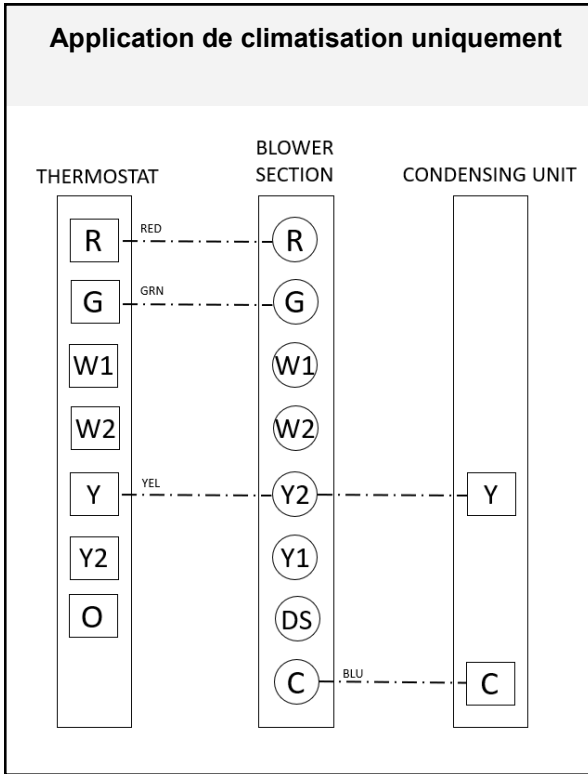 Application de climatisation uniquement
THERMOSTAT
BLOWER
SECTION
CONDENSING UNIT
R
RED
R
G
GRN
G
W1
W1
W2
W2
Y
YEL
Y2
Y
Y2
Y1
O
DS
C
BLU
C